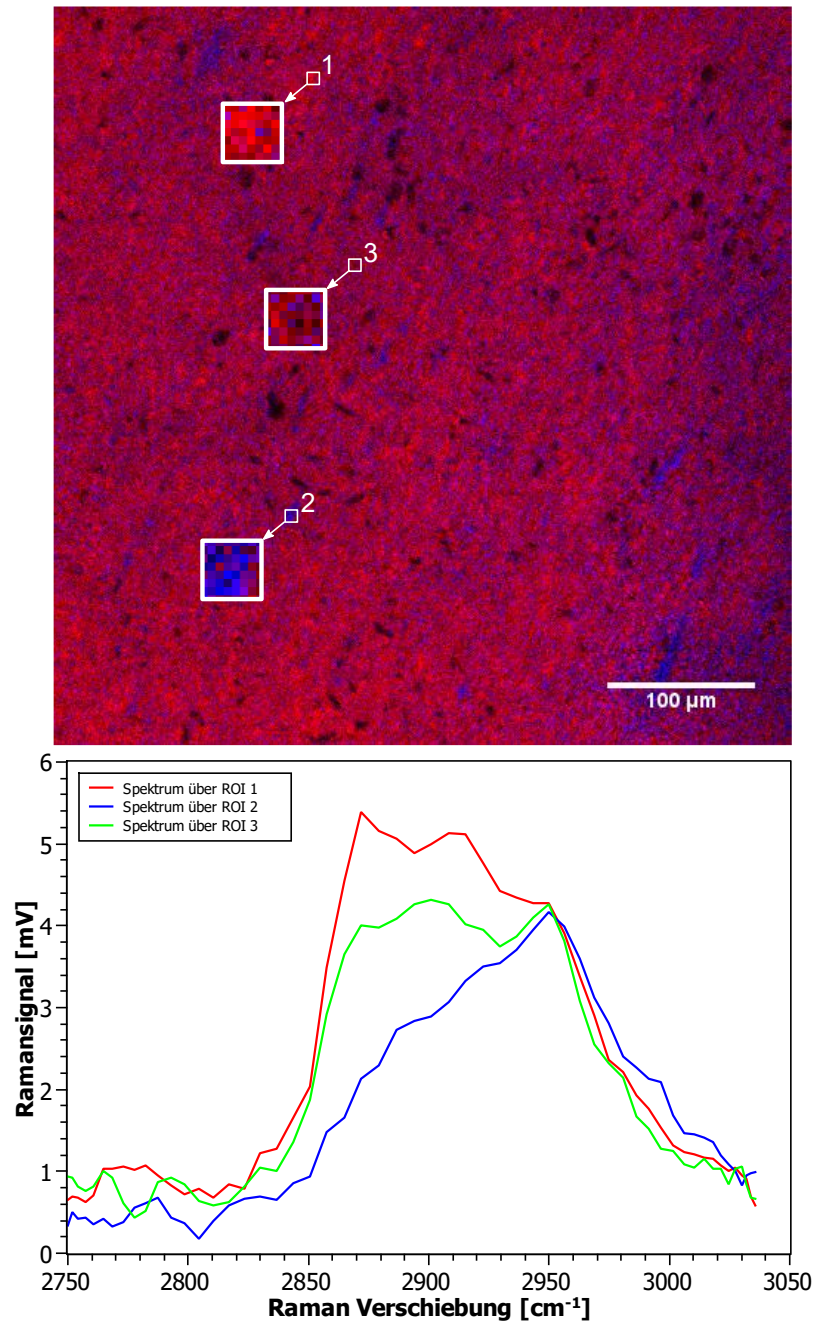 1
3
2
100 µm
6
5
4
3
2
1
0
Ramansignal [mV]
Spektrum über ROI 1
Spektrum über ROI 2
Spektrum über ROI 3
2750 2800 2850 2900 2950 3000 3050
Raman Verschiebung [cm⁻¹]